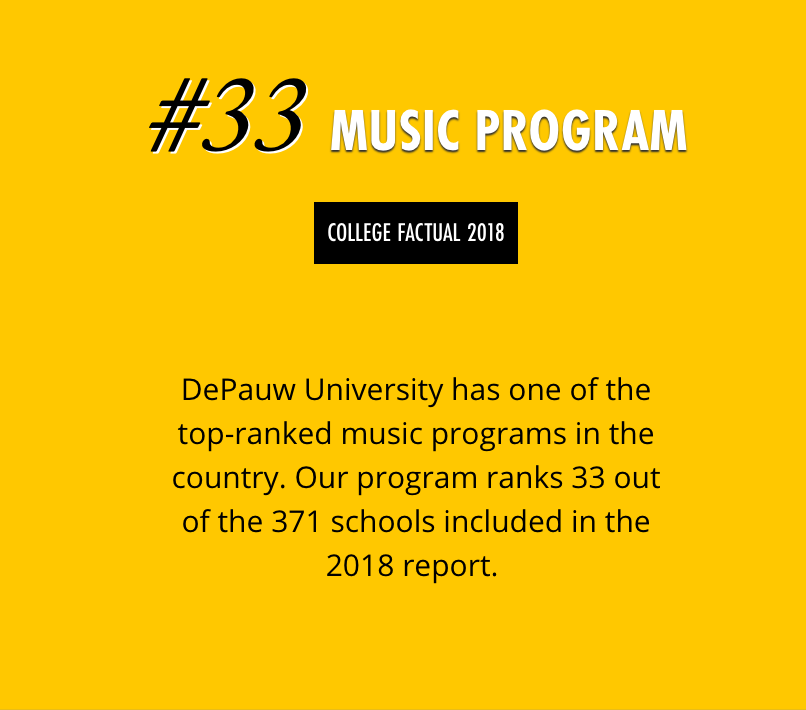 #33 MUSIC PROGRAM
COLLEGE FACTUAL 2018
DePauw University has one of the
top-ranked music programs in the
country. Our program ranks 33 out
of the 371 schools included in the
2018 report.